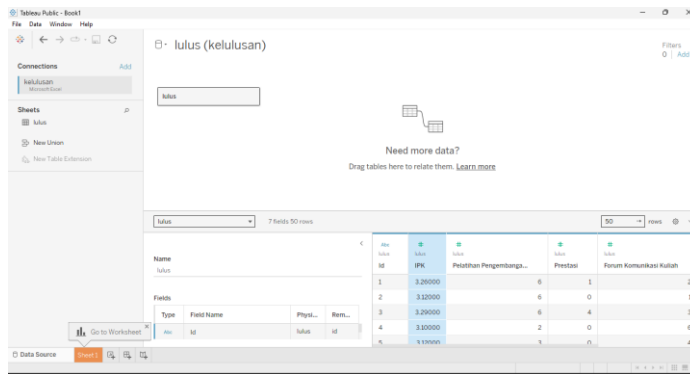 Tableau Public - Book1
File Data Window Help
Connections Add
kelulusan
Microsoft Excel
Sheets
lulus
New Union
New Table Extension
lulus (kelulusan)
Filters
0 | Add
lulus
Need more data?
Drag tables here to relate them. Learn more
lulus 7 fields 50 rows 50 rows
Name
lulus
Fields
Type Field Name Physi... Rem...
Abc Id lulus id
Abc # # # #
lulus lulus lulus lulus lulus
Id IPK Pelatihan Pengembanga... Prestasi Forum Komunikasi Kuliah
1 3.26000 6 1
2 3.12000 6 0
3 3.29000 6 4
4 3.10000 2 0
5 3.12000 3 0
Go to Worksheet
Data Source Sheet 1